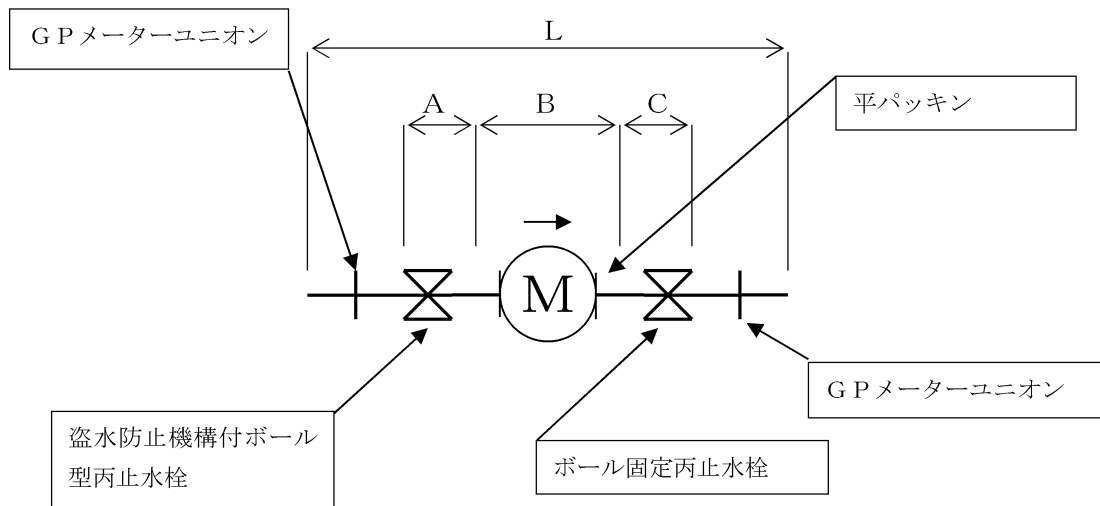 GPメーターユニオン
L
A
B
C
平パッキン
M
GPメーターユニオン
盗水防止機構付ボール
型丙止水栓
ボール固定丙止水栓